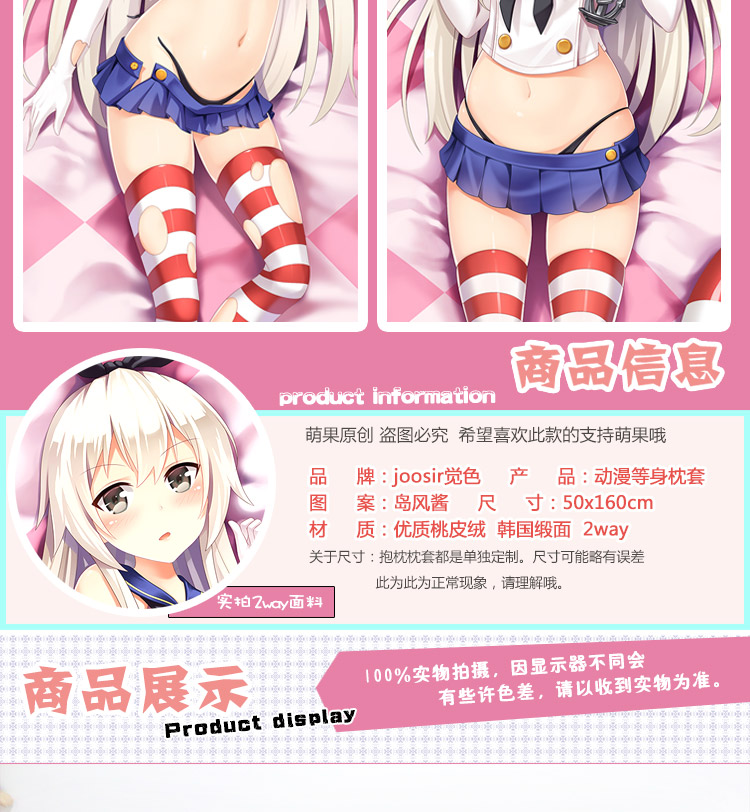 商品信息
product information
萌果原创 盗图必究 希望喜欢此款的支持萌果哦
品 牌：joosir觉色 产 品：动漫等身枕套
图 案：岛风酱 尺 寸：50x160cm
材 质：优质桃皮绒 韩国缎面 2way
关于尺寸：抱枕枕套都是单独定制。尺寸可能略有误差
此为此为正常现象，请理解哦。
实拍2way面料
商品展示
Product display
100%实物拍摄，因显示器不同会
有些许色差，请以收到实物为准。